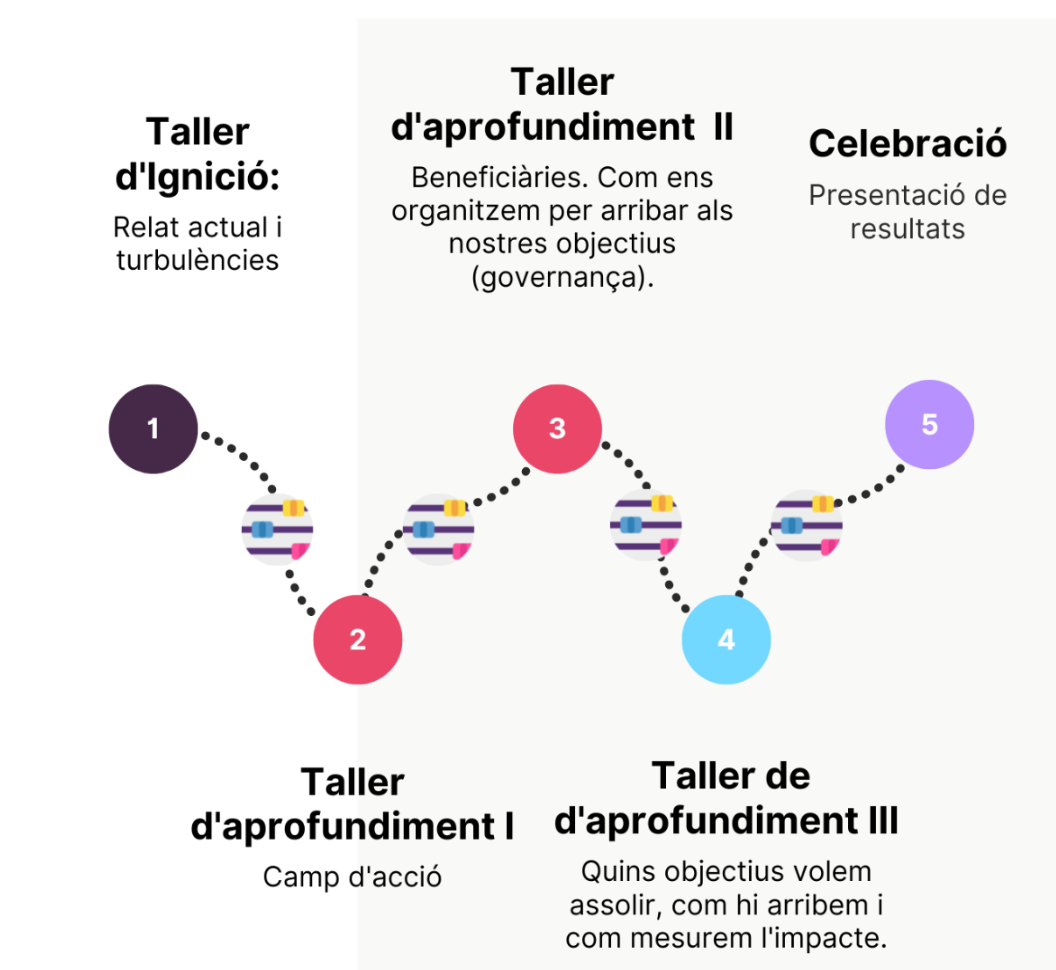 Taller
d'Ignició:
Relat actual i
turbulències
Taller
d'aprofundiment II
Beneficiàries. Com ens
organitzem per arribar als
nostres objectius
(governança).
Celebració
Presentació de
resultats
1
3
5
2
4
Taller
d'aprofundiment I
Camp d'acció
Taller de
d'aprofundiment III
Quins objectius volem
assolir, com hi arribem i
com mesurem l'impacte.